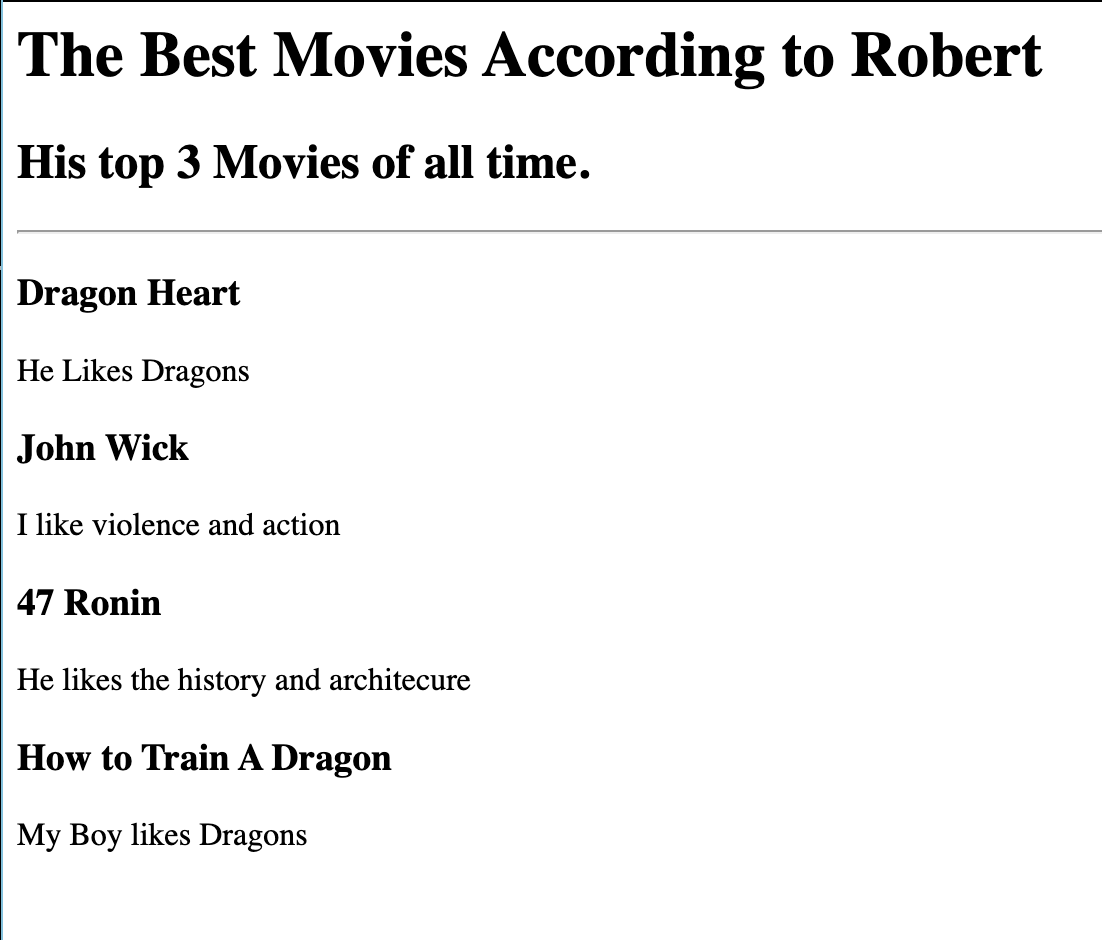 The Best Movies According to Robert
His top 3 Movies of all time.
Dragon Heart
He Likes Dragons
John Wick
I like violence and action
47 Ronin
He likes the history and architecure
How to Train A Dragon
My Boy likes Dragons